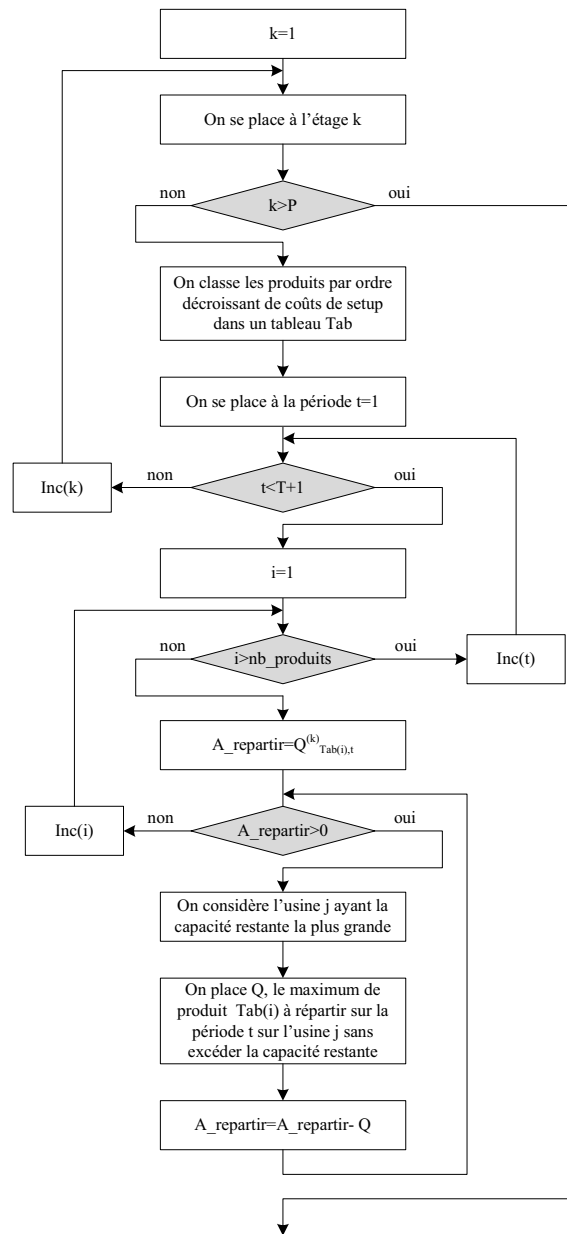 k=1
On se place à l’étage k
non
oui
k>P
On classe les produits par ordre
décroissant de coûts de setup
dans un tableau Tab
On se place à la période t=1
Inc(k)
non
t<T+1
oui
i=1
non
i>nb_produits
oui
Inc(t)
A_repartir=Q^(k)_Tab(i),t
Inc(i)
non
A_repartir>0
oui
On considère l’usine j ayant la
capacité restante la plus grande
On place Q, le maximum de
produit Tab(i) à répartir sur la
période t sur l’usine j sans
excéder la capacité restante
A_repartir=A_repartir- Q